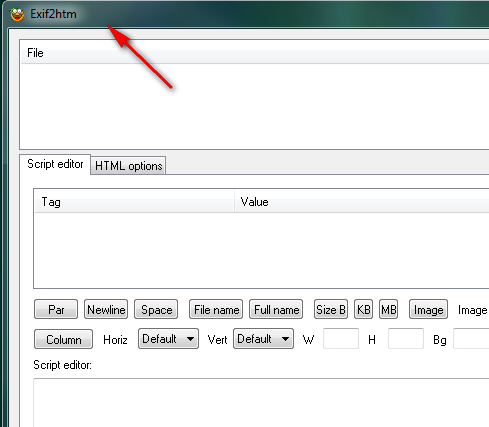 Exif2htm
File
Script editor HTML options
Tag Value
Par Newline Space File name Full name Size B KB MB Image Image
Column Horiz Default Vert Default W H Bg
Script editor: